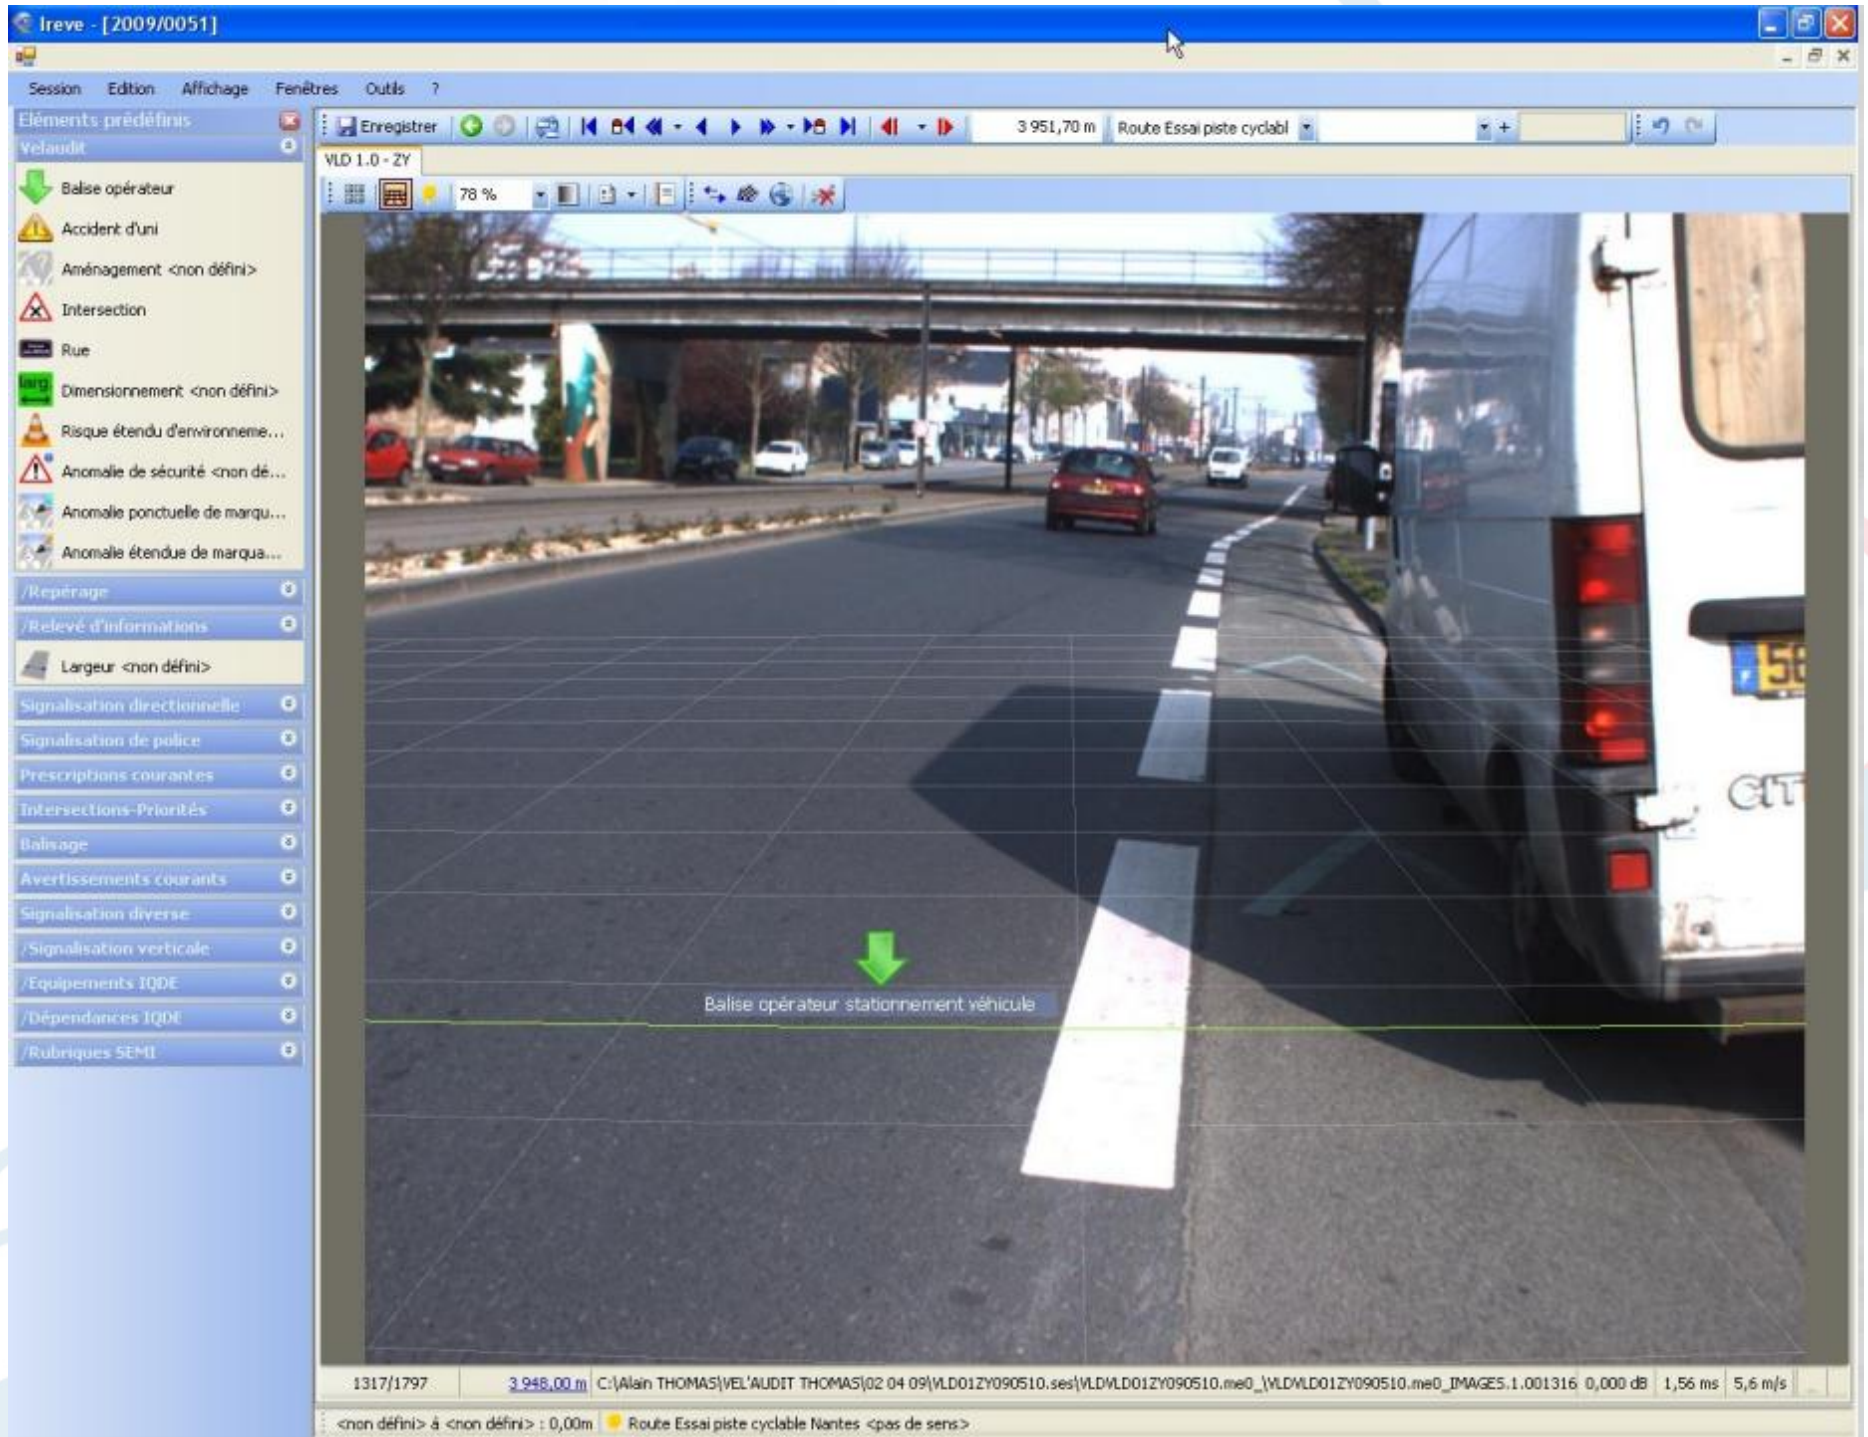 Ireve - [2009/0051]
Session Edition Affichage Fenêtres Outils ?
Eléments prédéfinis
Velaudit
Balise opérateur
Accident d'uni
Aménagement <non défini>
Intersection
Rue
larg.
Dimensionnement <non défini>
Risque étendu d'environneme...
Anomalie de sécurité <non dé...
Anomalie ponctuelle de marqu...
Anomalie étendue de marqua...
/Repérage
/Relevé d'informations
Largeur <non défini>
Signalisation directionnelle
Signalisation de police
Prescriptions courantes
Intersections-Priorités
Balisage
Avertissements courants
Signalisation diverse
/Signalisation verticale
/Equipements IQDE
/Dépendances IQDE
/Rubriques SEMI
Enregistrer 3 951,70 m Route Essai piste cyclabl
VLD 1.0 - ZY
78 %
F 56
CIT
Balise opérateur stationnement véhicule
1317/1797 3 948,00 m C:\Alain THOMAS\VEL'AUDIT THOMAS\02 04 09\VLD01ZY090510.ses\VLD\VLD01ZY090510.me0_\VLD\VLD01ZY090510.me0_IMAGES.1.001316 0,000 dB 1,56 ms 5,6 m/s
<non défini> à <non défini> : 0,00m Route Essai piste cyclable Nantes <pas de sens>